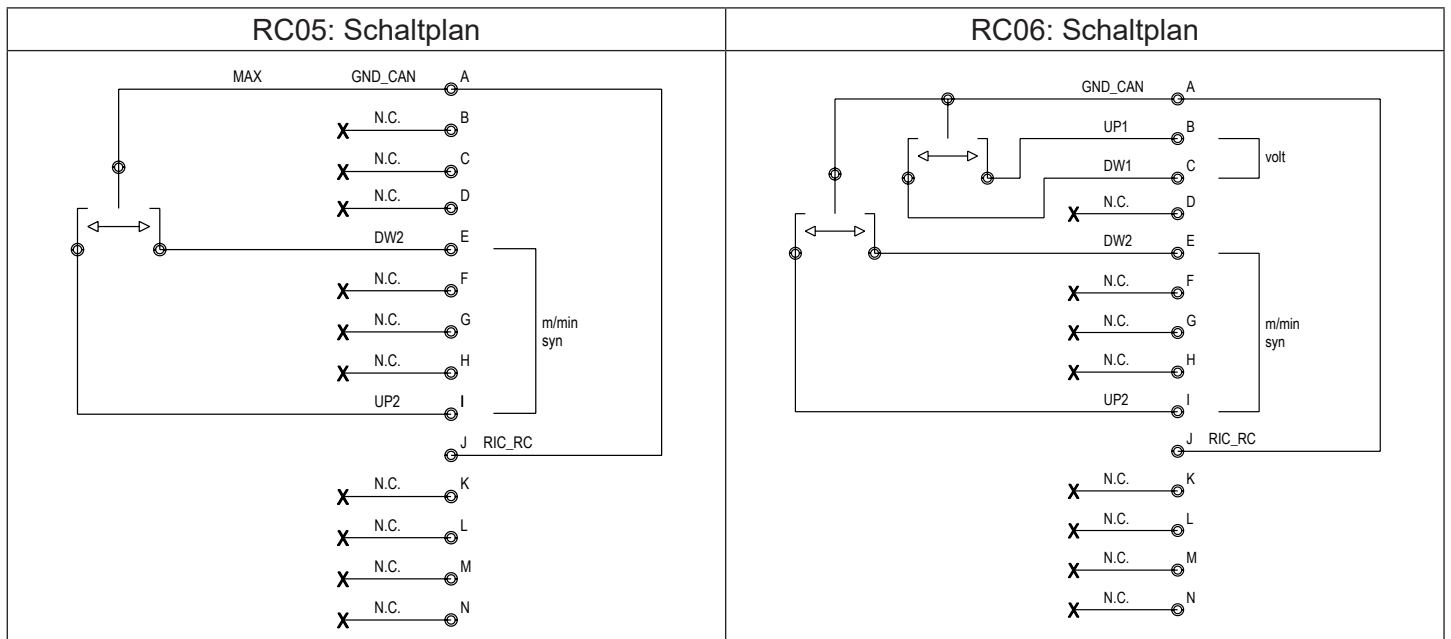 RC05: Schaltplan
MAX GND_CAN A
N.C. B
N.C. C
N.C. D
DW2 E
N.C. F
N.C. G
m/min
syn
N.C. H
UP2 I
J RIC_RC
X N.C. K
X N.C. L
X N.C. M
X N.C. N
RC06: Schaltplan
GND_CAN A
UP1 B
volt
DW1 C
X N.C. D
DW2 E
X N.C. F
X N.C. G
m/min
syn
X N.C. H
UP2 I
J RIC_RC
X N.C. K
X N.C. L
X N.C. M
X N.C. N